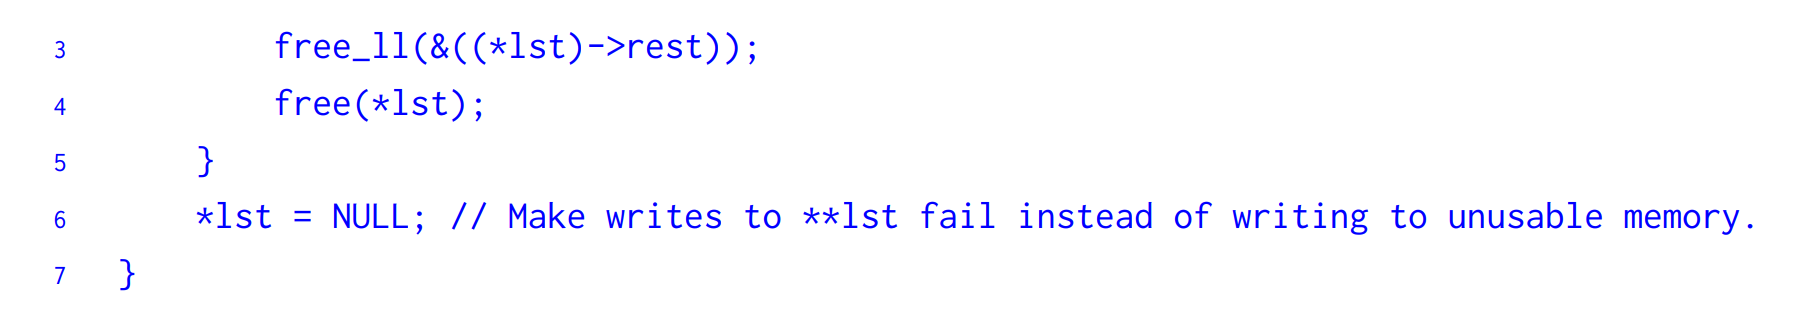 3 free_ll(&((*lst)->rest));
4 free(*lst);
5 }
6 *lst = NULL; // Make writes to **lst fail instead of writing to unusable memory.
7 }